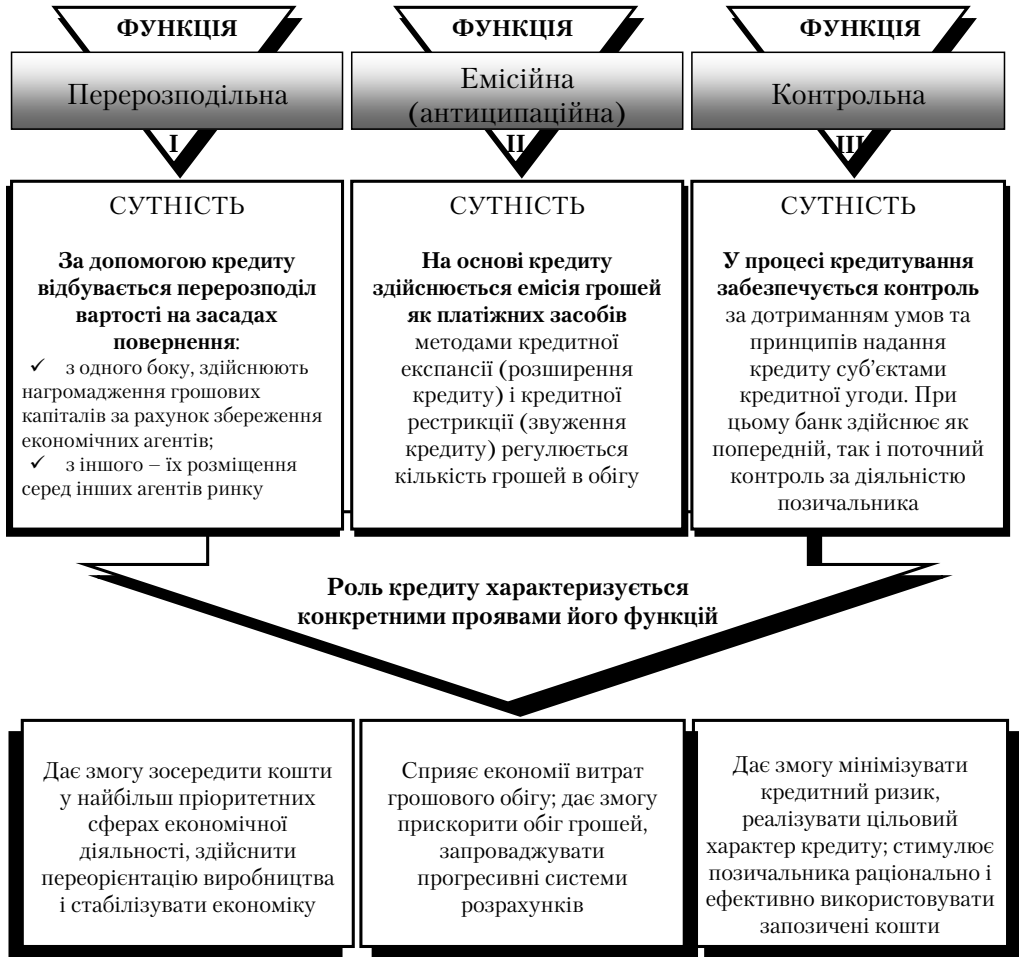 ФУНКЦІЯ
Перерозподільна
I
СУТНІСТЬ
За допомогою кредиту
відбувається перерозподіл
вартості на засадах
повернення:
✓ з одного боку, здійснюють
нагромадження грошових
капіталів за рахунок збереження
економічних агентів;
✓ з іншого – їх розміщення
серед інших агентів ринку
ФУНКЦІЯ
Емісійна
(антиципаційна)
II
СУТНІСТЬ
На основі кредиту
здійснюється емісія грошей
як платіжних засобів
методами кредитної
експансії (розширення
кредиту) і кредитної
рестрикції (звуження
кредиту) регулюється
кількість грошей в обігу
ФУНКЦІЯ
Контрольна
III
СУТНІСТЬ
У процесі кредитування
забезпечується контроль
за дотриманням умов та
принципів надання
кредиту суб’єктами
кредитної угоди. При
цьому банк здійснює як
попередній, так і поточний
контроль за діяльністю
позичальника
Роль кредиту характеризується
конкретними проявами його функцій
Дає змогу зосередити кошти
у найбільш пріоритетних
сферах економічної
діяльності, здійснити
переорієнтацію виробництва
і стабілізувати економіку
Сприяє економії витрат
грошового обігу; дає змогу
прискорити обіг грошей,
запроваджувати
прогресивні системи
розрахунків
Дає змогу мінімізувати
кредитний ризик,
реалізувати цільовий
характер кредиту; стимулює
позичальника раціонально і
ефективно використовувати
запозичені кошти